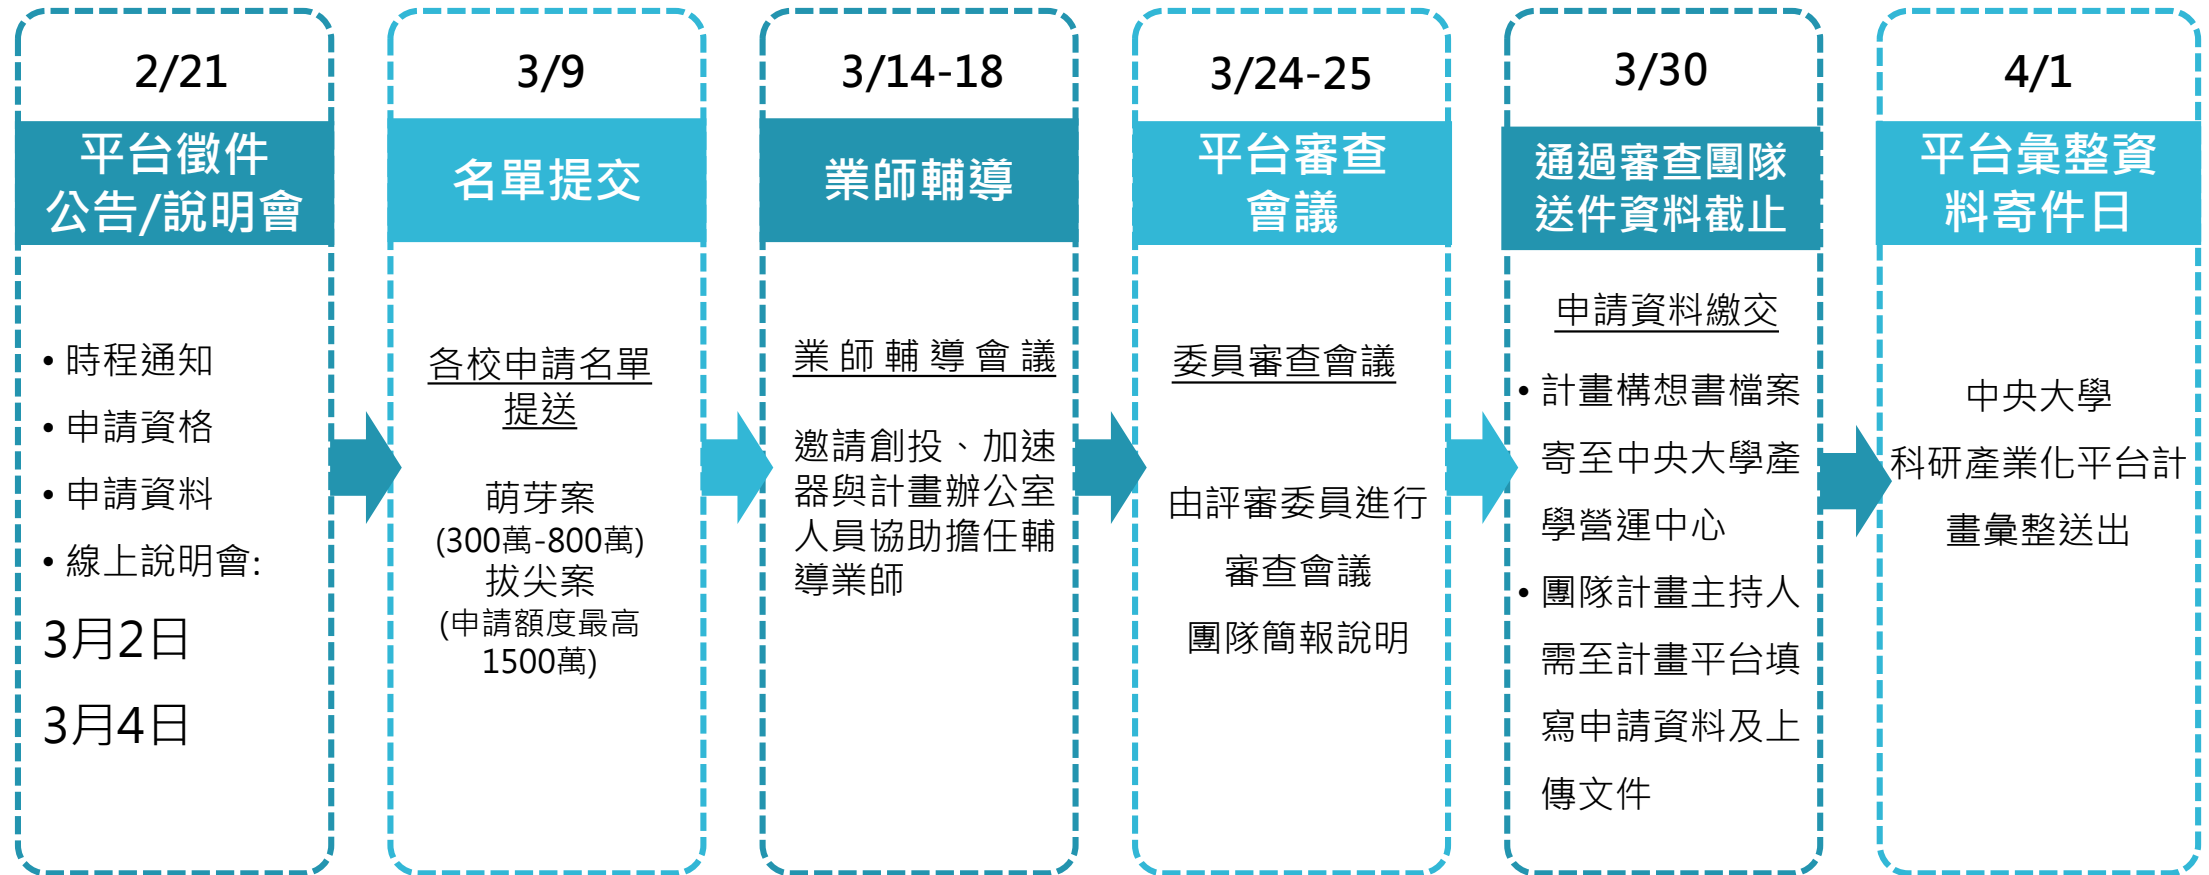 2/21
平台徵件
公告/說明會
• 時程通知
• 申請資格
• 申請資料
• 線上說明會:
3月2日
3月4日
3/9
名單提交
各校申請名單
提送
萌芽案
(300萬-800萬)
拔尖案
(申請額度最高
1500萬)
3/14-18
業師輔導
業師輔導會議
邀請創投、加速
器與計畫辦公室
人員協助擔任輔
導業師
3/24-25
平台審查
會議
委員審查會議
由評審委員進行
審查會議
團隊簡報說明
3/30
通過審查團隊
送件資料截止
申請資料繳交
• 計畫構想書檔案
寄至中央大學產
學營運中心
• 團隊計畫主持人
需至計畫平台填
寫申請資料及上
傳文件
4/1
平台彙整資
料寄件日
中央大學
科研產業化平台計
畫彙整送出